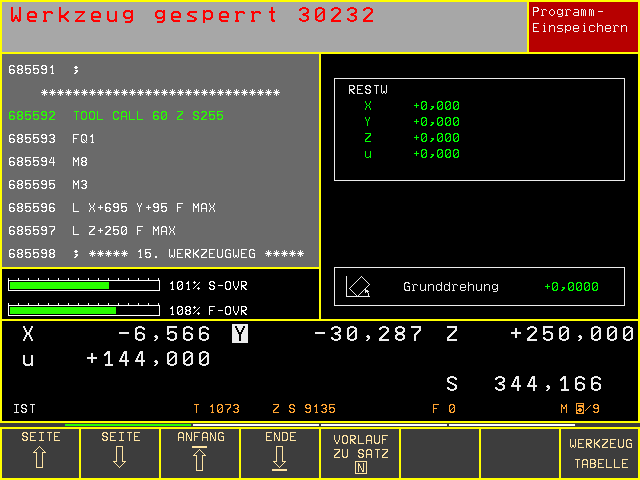 Werkzeug gesperrt 30232
Programm-
Einspeichern
685591 ;
******************************
685592 TOOL CALL 60 Z S255
685593 FQ1
685594 M8
685595 M3
685596 L X+695 Y+95 F MAX
685597 L Z+250 F MAX
685598 ; ***** 15. WERKZEUGWEG *****
RESTW
X +0,000
Y +0,000
Z +0,000
u +0,000
Grunddrehung +0,0000
101% S-OVR
108% F-OVR
X -6,566 Y -30,287 Z +250,000
u +144,000
S 344,166
IST T 1073 Z S 9135 F 0 M 5/9
SEITE
SEITE
ANFANG
ENDE
VORLAUF
ZU SATZ
N
WERKZEUG
TABELLE